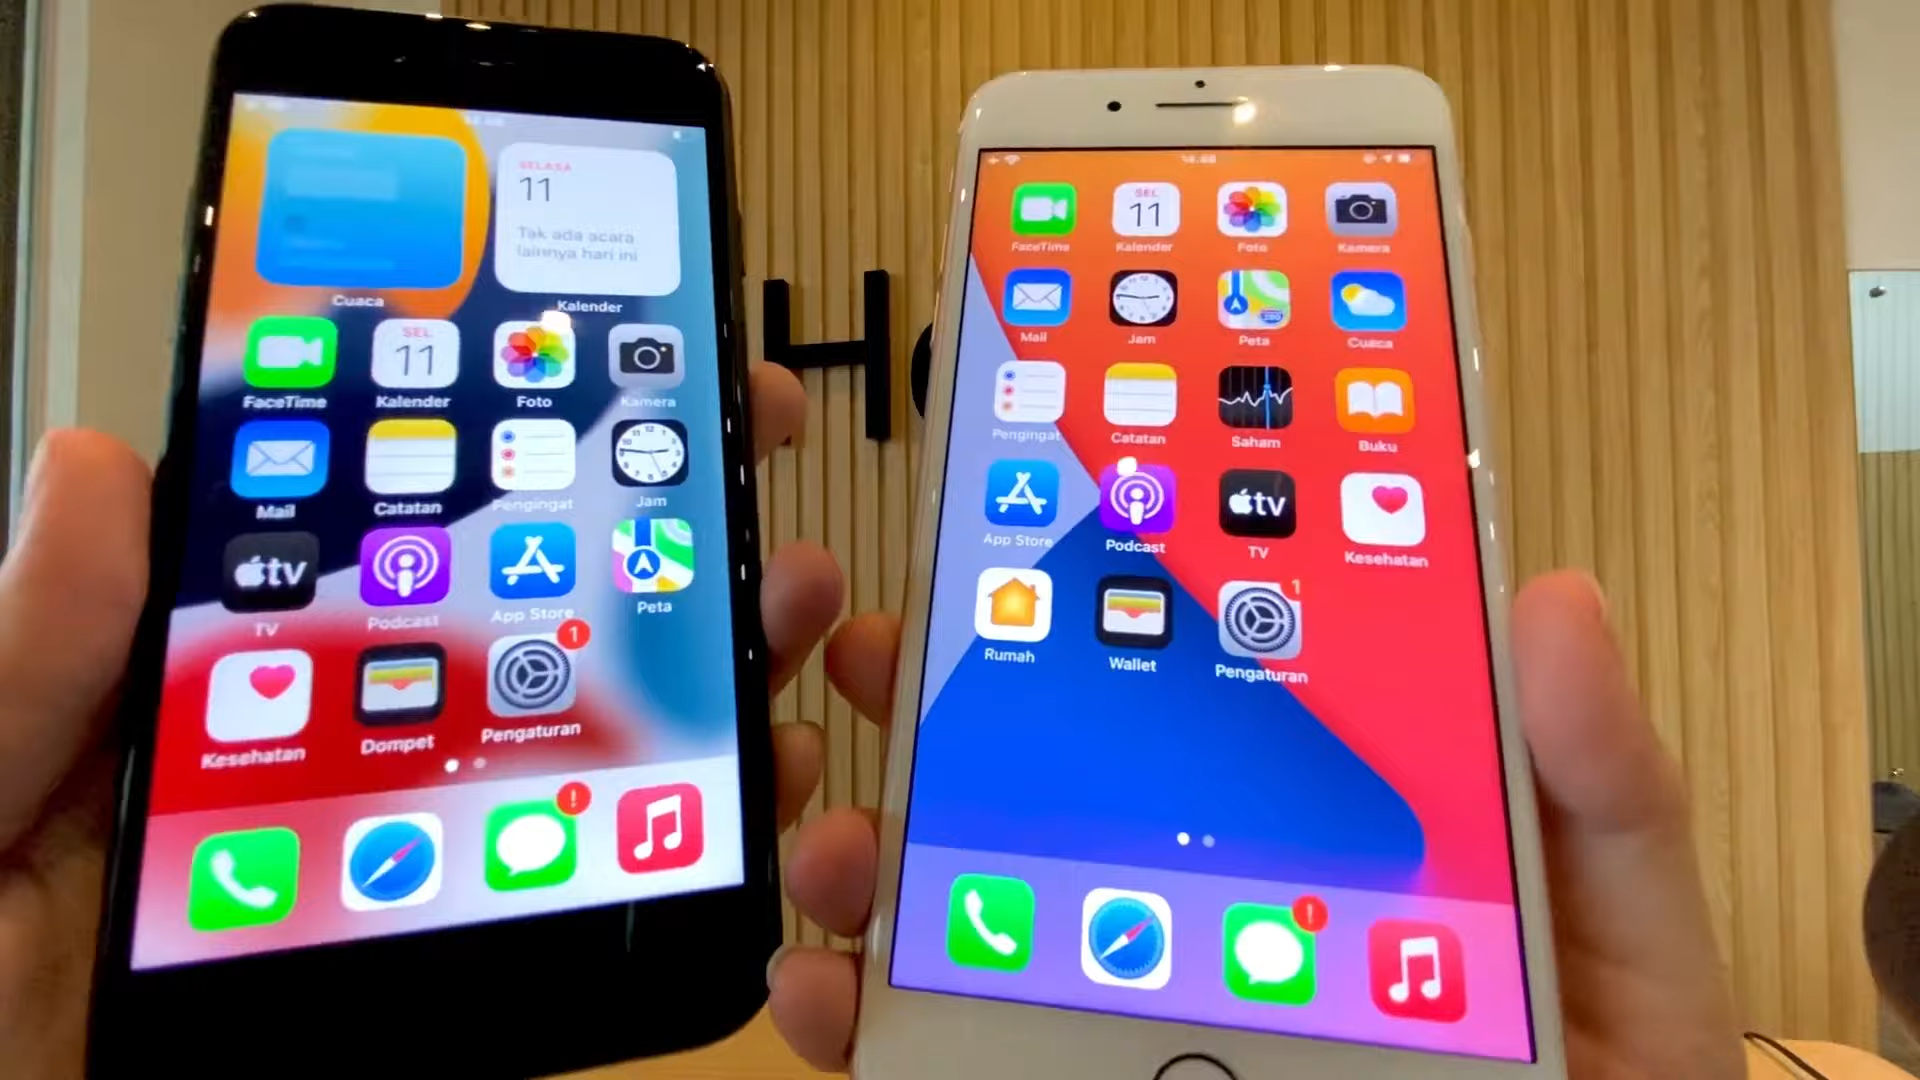 SELASA
11
Tak ada acara
lainnya hari ini
Cuaca
Kalender
SEL
11
FaceTime
Kalender
Foto
Kamera
Mail
Catatan
Pengingat
Jam
tv
TV
Podcast
App Store
Peta
1
Kesehatan
Dompet
Pengaturan
!
SEL
11
FaceTime
Kalender
Foto
Kamera
280
Mail
Jam
Peta
Cuaca
Pengingat
Catatan
Saham
Buku
tv
App Store
Podcast
TV
Kesehatan
1
Rumah
Wallet
Pengaturan
!